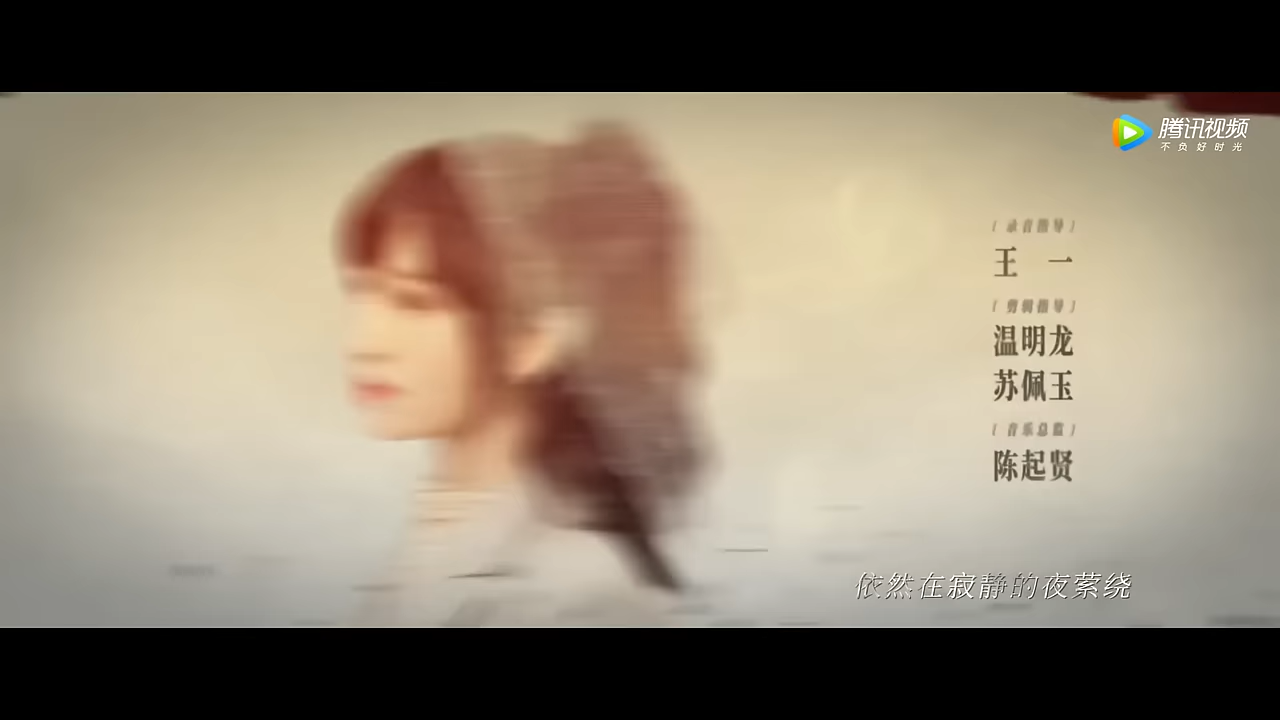 腾讯视频
不负好时光
[ 录音指导 ]
王 一
[ 剪辑指导 ]
温明龙
苏佩玉
[ 音乐总监 ]
陈起贤
依然在寂静的夜萦绕